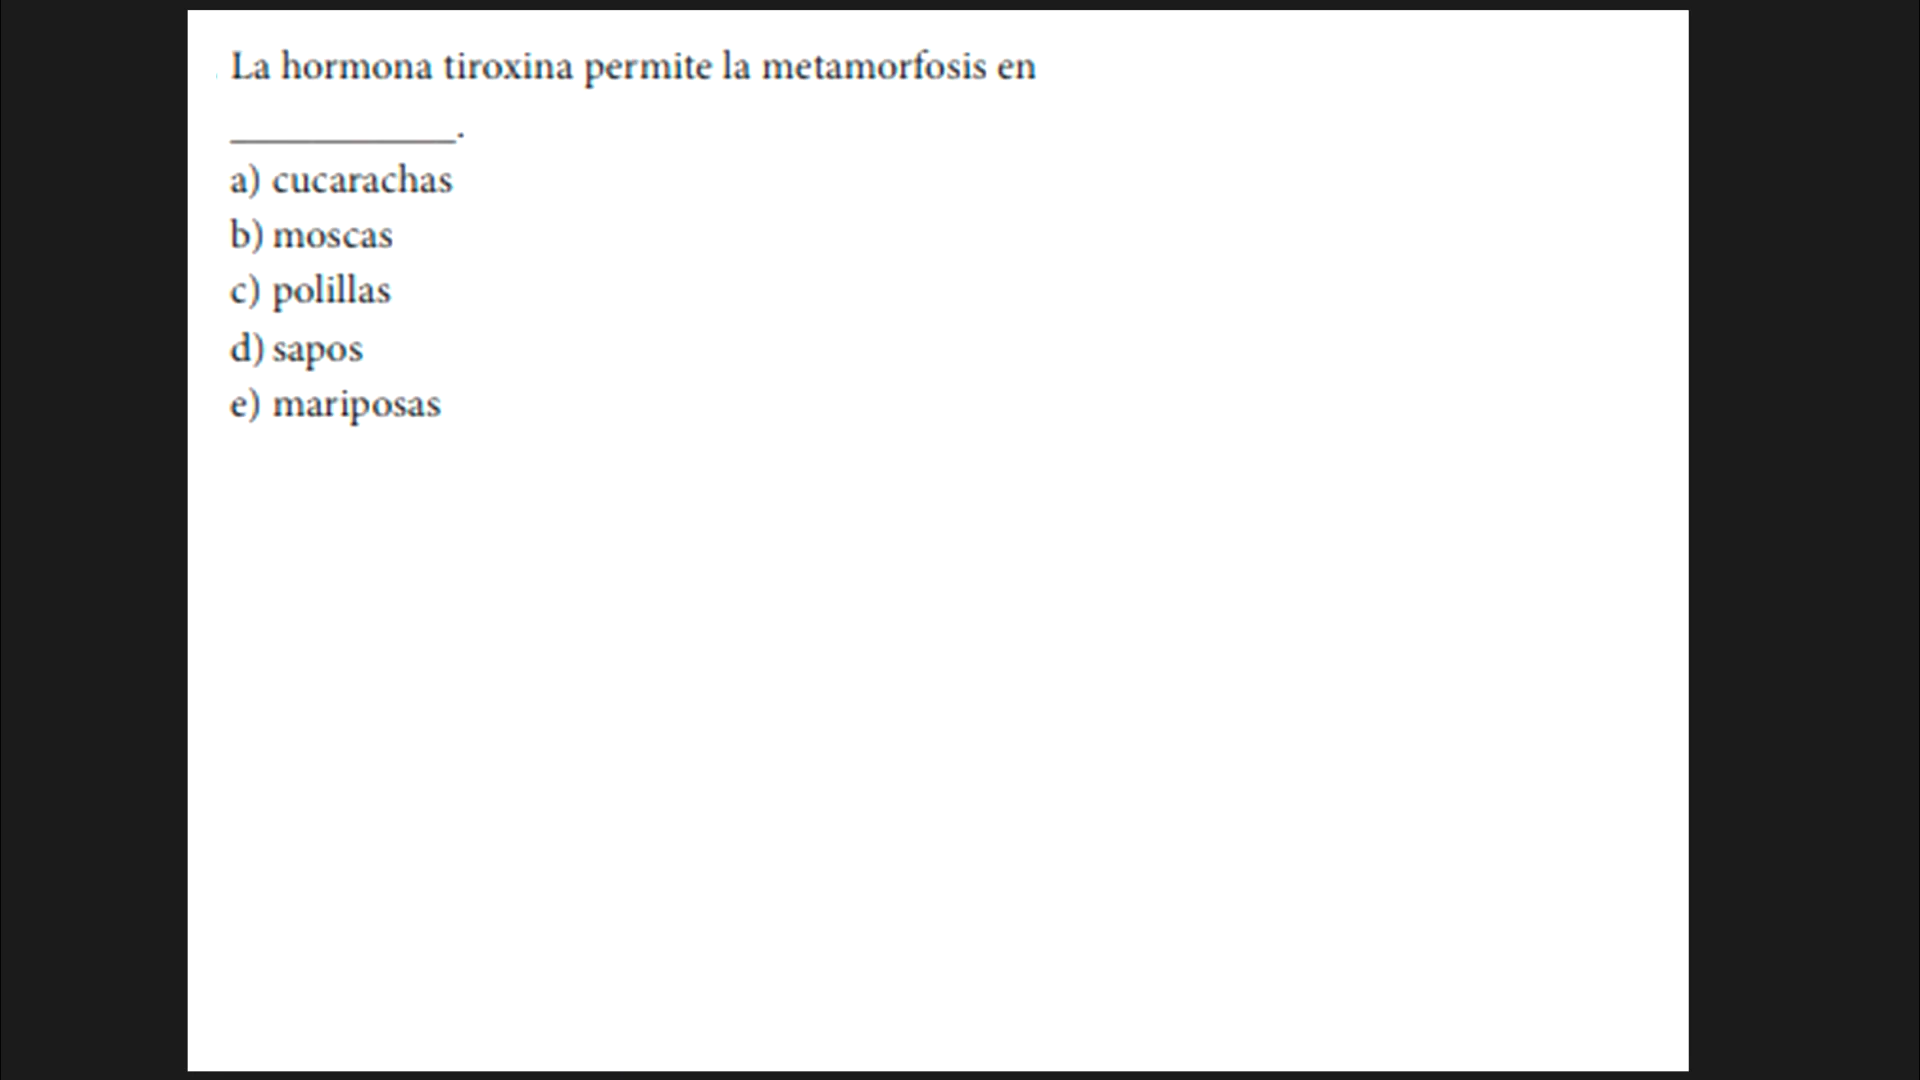 La hormona tiroxina permite la metamorfosis en
____________.
a) cucarachas
b) moscas
c) polillas
d) sapos
e) mariposas